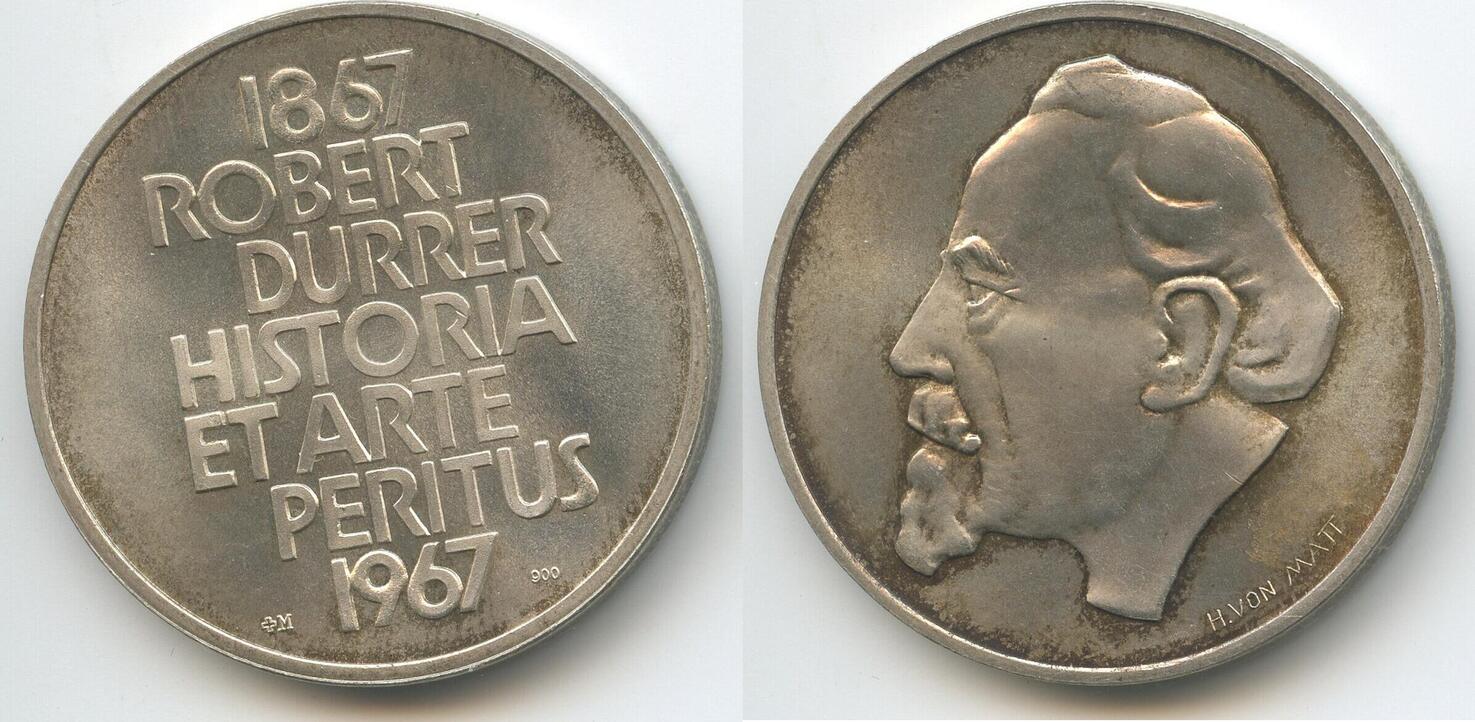 1867
ROBERT
DURRER
HISTORIA
ET ARTE
PERITUS
1967
900
+M
H. VON MATT